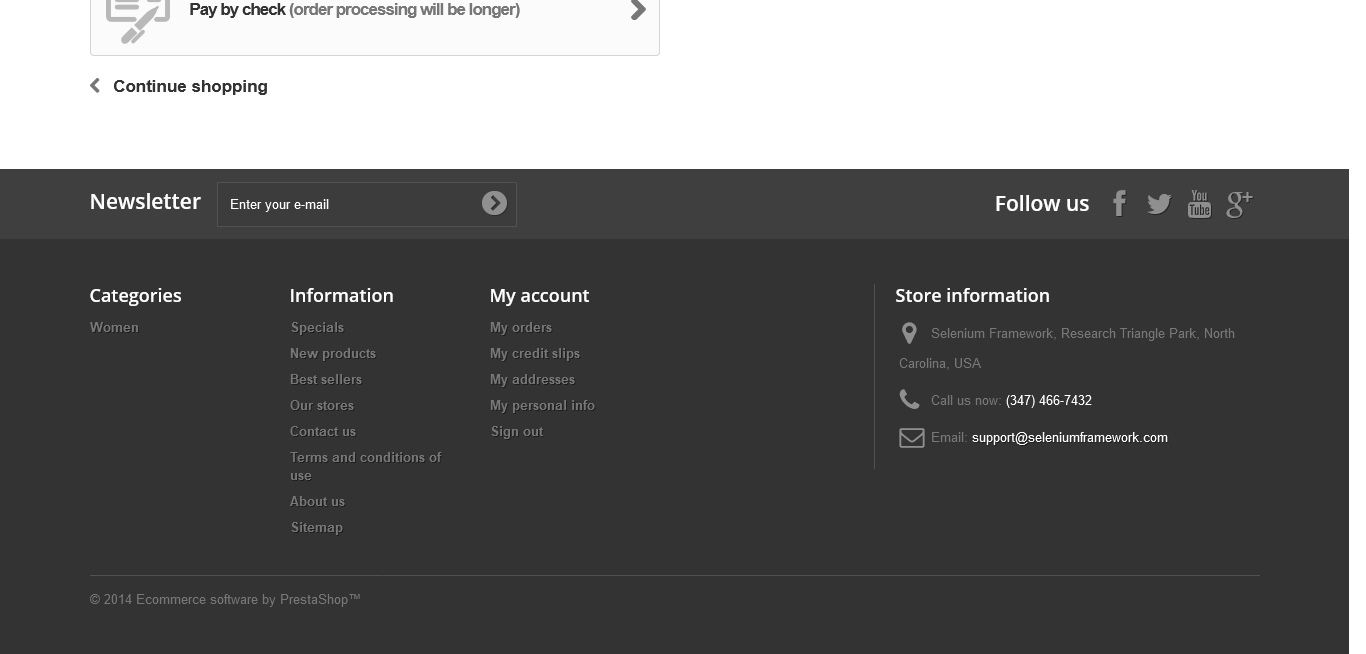 Pay by check (order processing will be longer)
Continue shopping
Newsletter
Enter your e-mail
Follow us
You
Tube
g+
Categories
Women
Information
Specials
New products
Best sellers
Our stores
Contact us
Terms and conditions of
use
About us
Sitemap
My account
My orders
My credit slips
My addresses
My personal info
Sign out
Store information
Selenium Framework, Research Triangle Park, North
Carolina, USA
Call us now: (347) 466-7432
Email: support@seleniumframework.com
© 2014 Ecommerce software by PrestaShop™